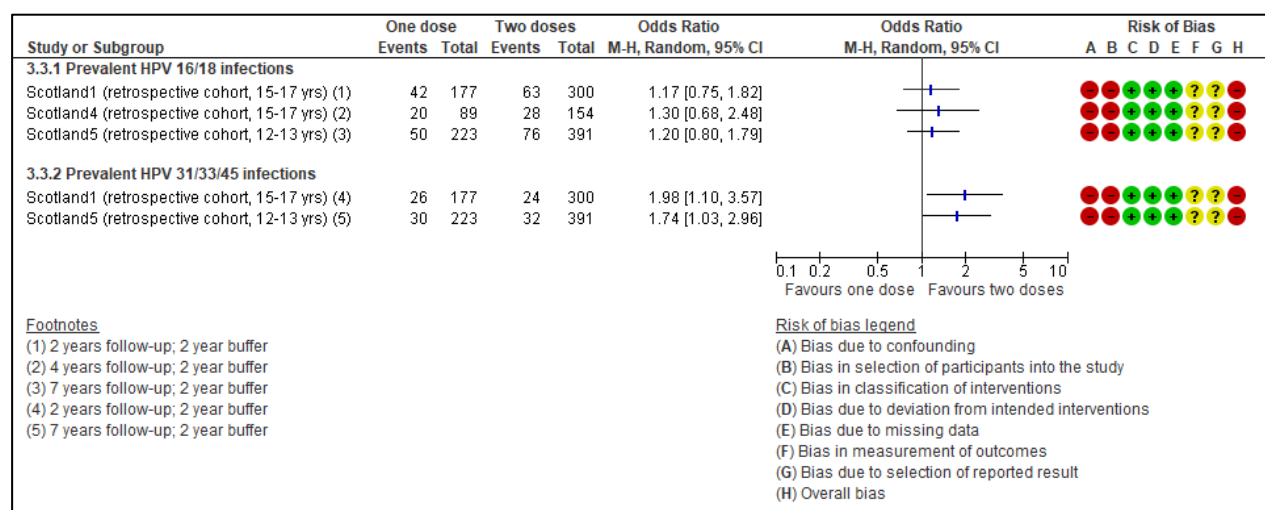 One dose Two doses Odds Ratio Odds Ratio Risk of Bias
Study or Subgroup Events Total Events Total M-H, Random, 95% CI M-H, Random, 95% CI A B C D E F G H
3.3.1 Prevalent HPV 16/18 infections
Scotland1 (retrospective cohort, 15-17 yrs) (1) 42 177 63 300 1.17 [0.75, 1.82] - - + + + ? ? -
Scotland4 (retrospective cohort, 15-17 yrs) (2) 20 89 28 154 1.30 [0.68, 2.48] - - + + + ? ? -
Scotland5 (retrospective cohort, 12-13 yrs) (3) 50 223 76 391 1.20 [0.80, 1.79] - - + + + ? ? -
3.3.2 Prevalent HPV 31/33/45 infections
Scotland1 (retrospective cohort, 15-17 yrs) (4) 26 177 24 300 1.98 [1.10, 3.57] - - + + + ? ? -
Scotland5 (retrospective cohort, 12-13 yrs) (5) 30 223 32 391 1.74 [1.03, 2.96] - - + + + ? ? -
0.1 0.2 0.5 1 2 5 10
Favours one dose Favours two doses
Footnotes
(1) 2 years follow-up; 2 year buffer
(2) 4 years follow-up; 2 year buffer
(3) 7 years follow-up; 2 year buffer
(4) 2 years follow-up; 2 year buffer
(5) 7 years follow-up; 2 year buffer
Risk of bias legend
(A) Bias due to confounding
(B) Bias in selection of participants into the study
(C) Bias in classification of interventions
(D) Bias due to deviation from intended interventions
(E) Bias due to missing data
(F) Bias in measurement of outcomes
(G) Bias due to selection of reported result
(H) Overall bias